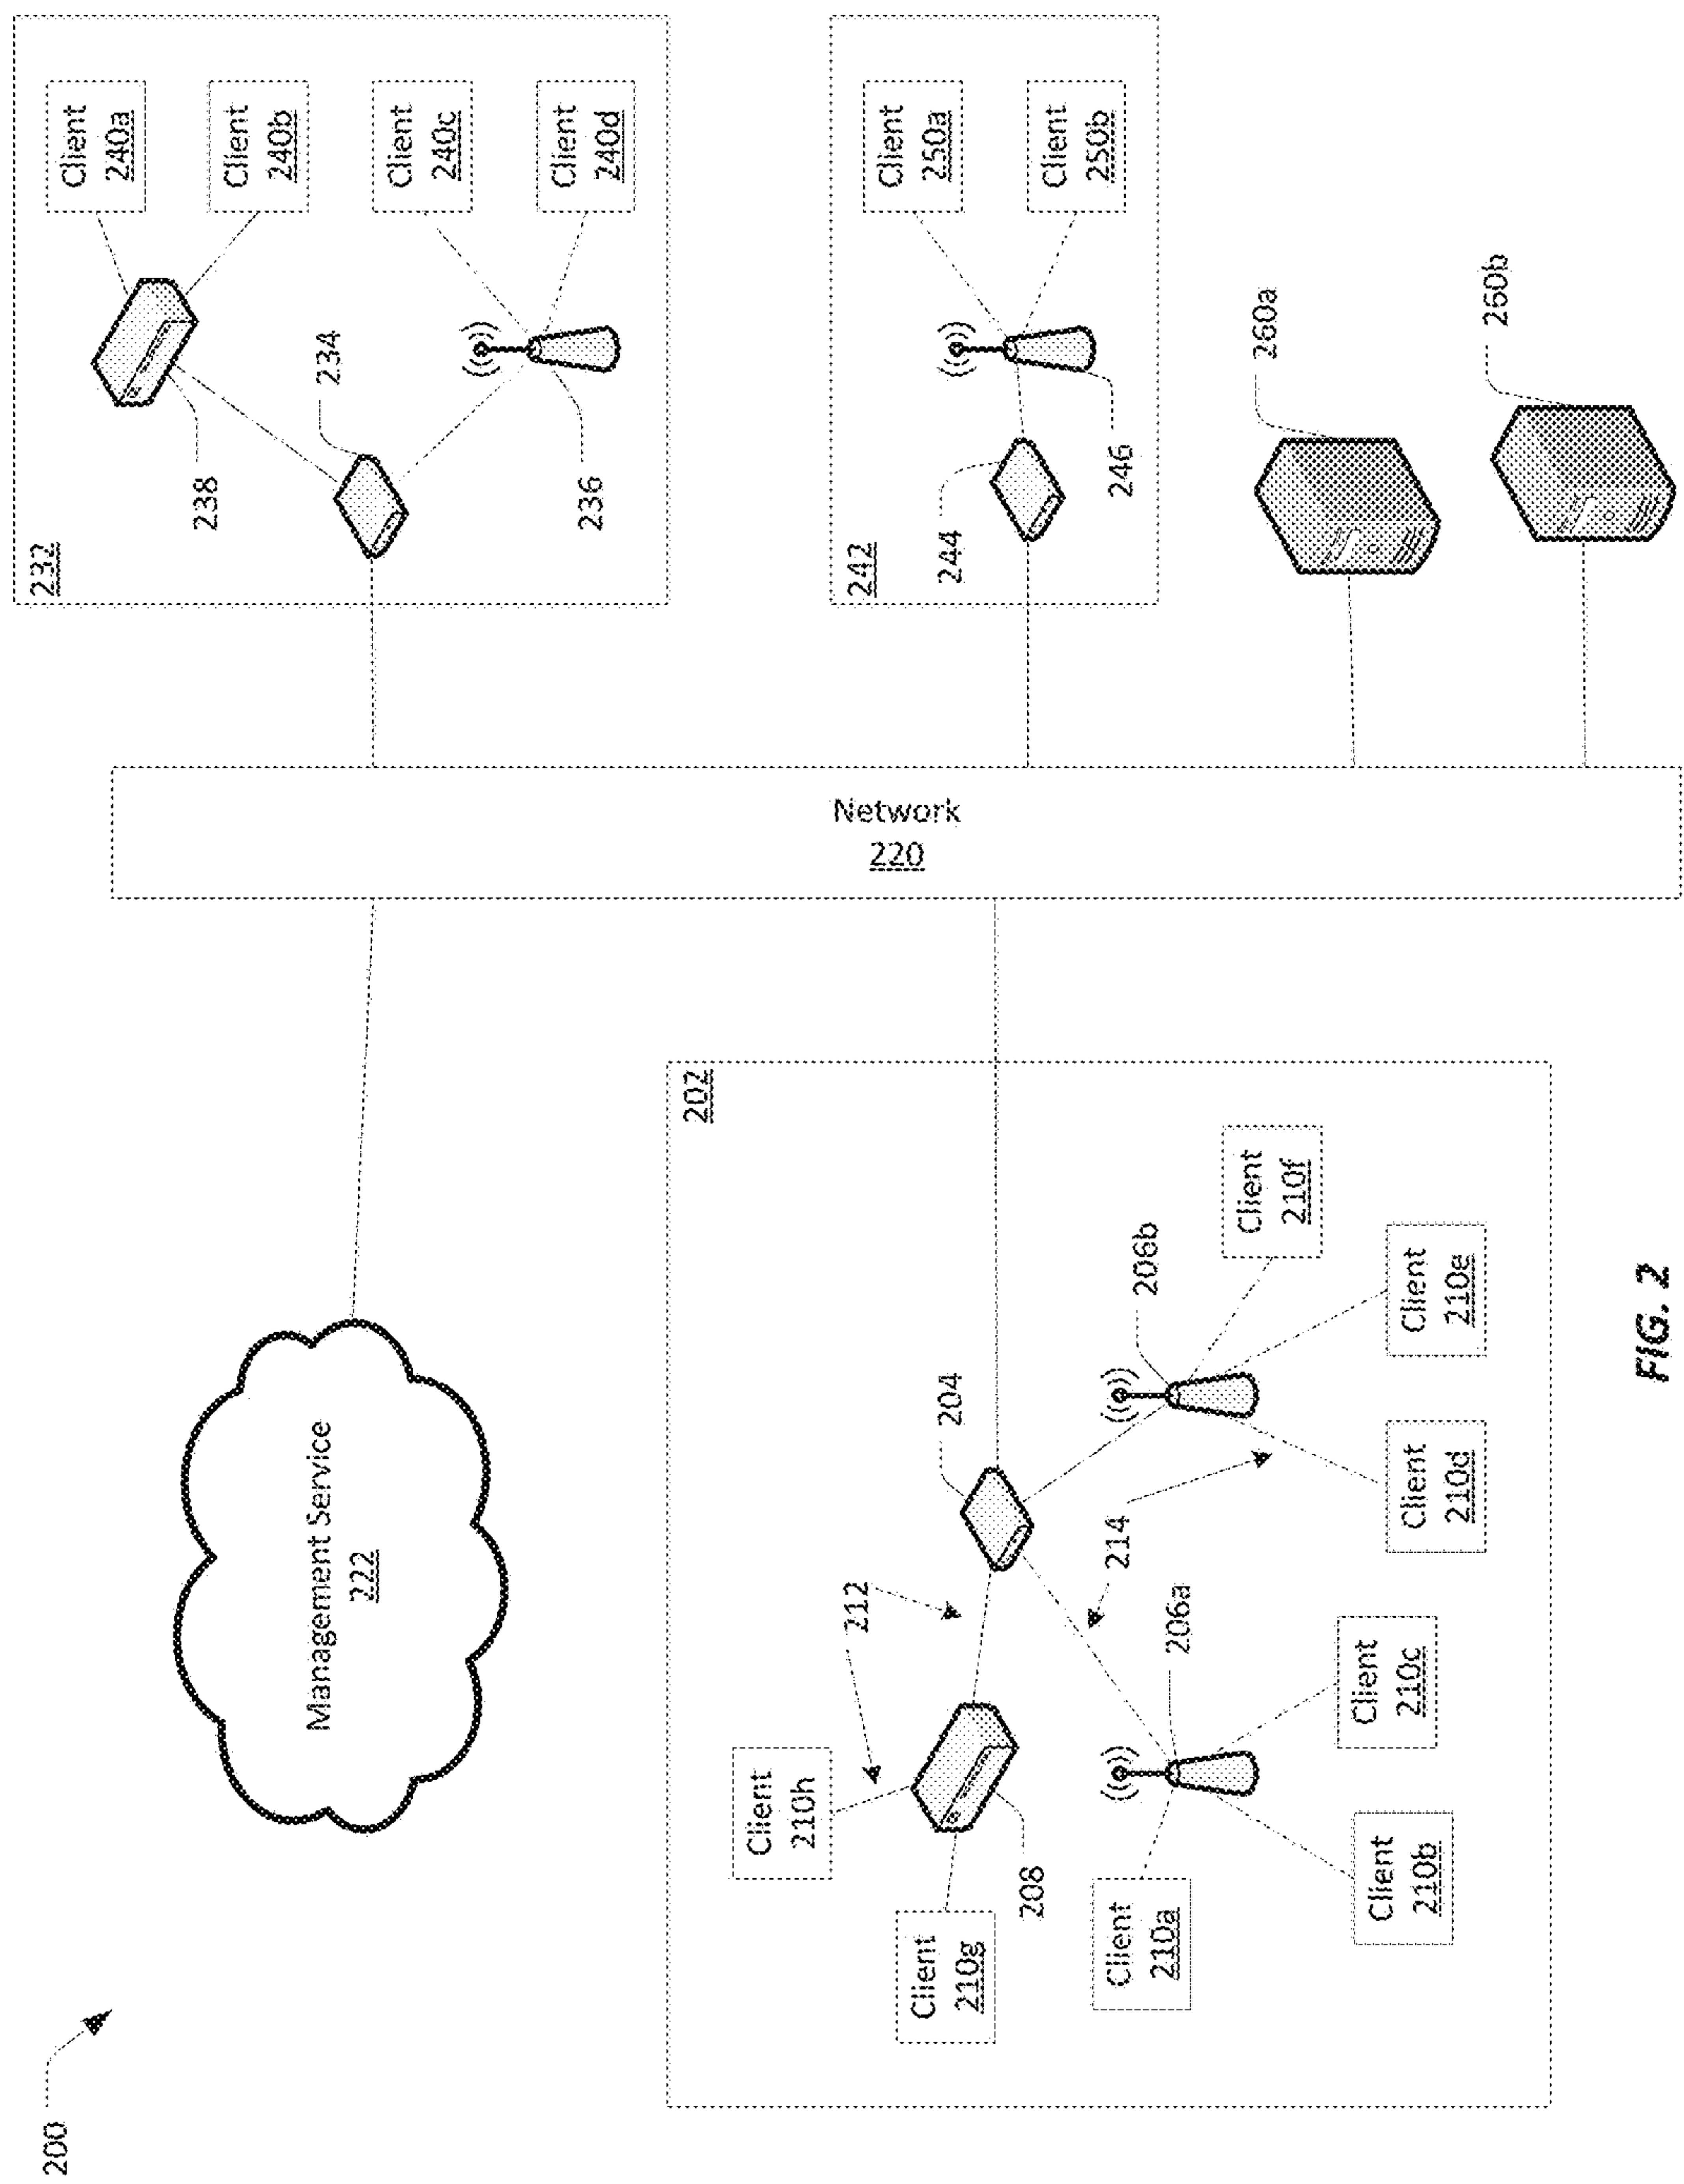 200
Management Service
222
202
Client
210h
Client
210g
208
212
204
Client
210a
206a
214
206b
Client
210b
Client
210c
Client
210d
Client
210e
Client
210f
Network
220
232
238
234
236
Client
240a
Client
240b
Client
240c
Client
240d
242
244
246
Client
250a
Client
250b
260a
260b
FIG. 2